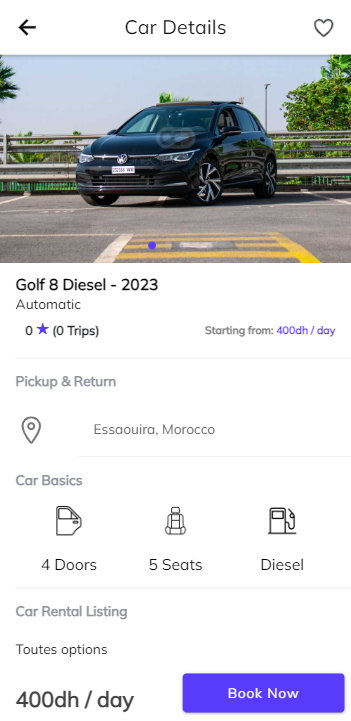 Car Details
Golf 8 Diesel - 2023
Automatic
0 ★ (0 Trips)
Starting from: 400dh / day
Pickup & Return
Essaouira, Morocco
Car Basics
4 Doors
5 Seats
Diesel
Car Rental Listing
Toutes options
400dh / day
Book Now